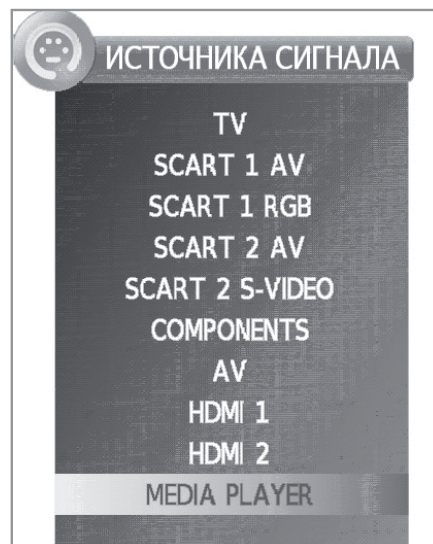 ИСТОЧНИКА СИГНАЛА
TV
SCART 1 AV
SCART 1 RGB
SCART 2 AV
SCART 2 S-VIDEO
COMPONENTS
AV
HDMI 1
HDMI 2
MEDIA PLAYER